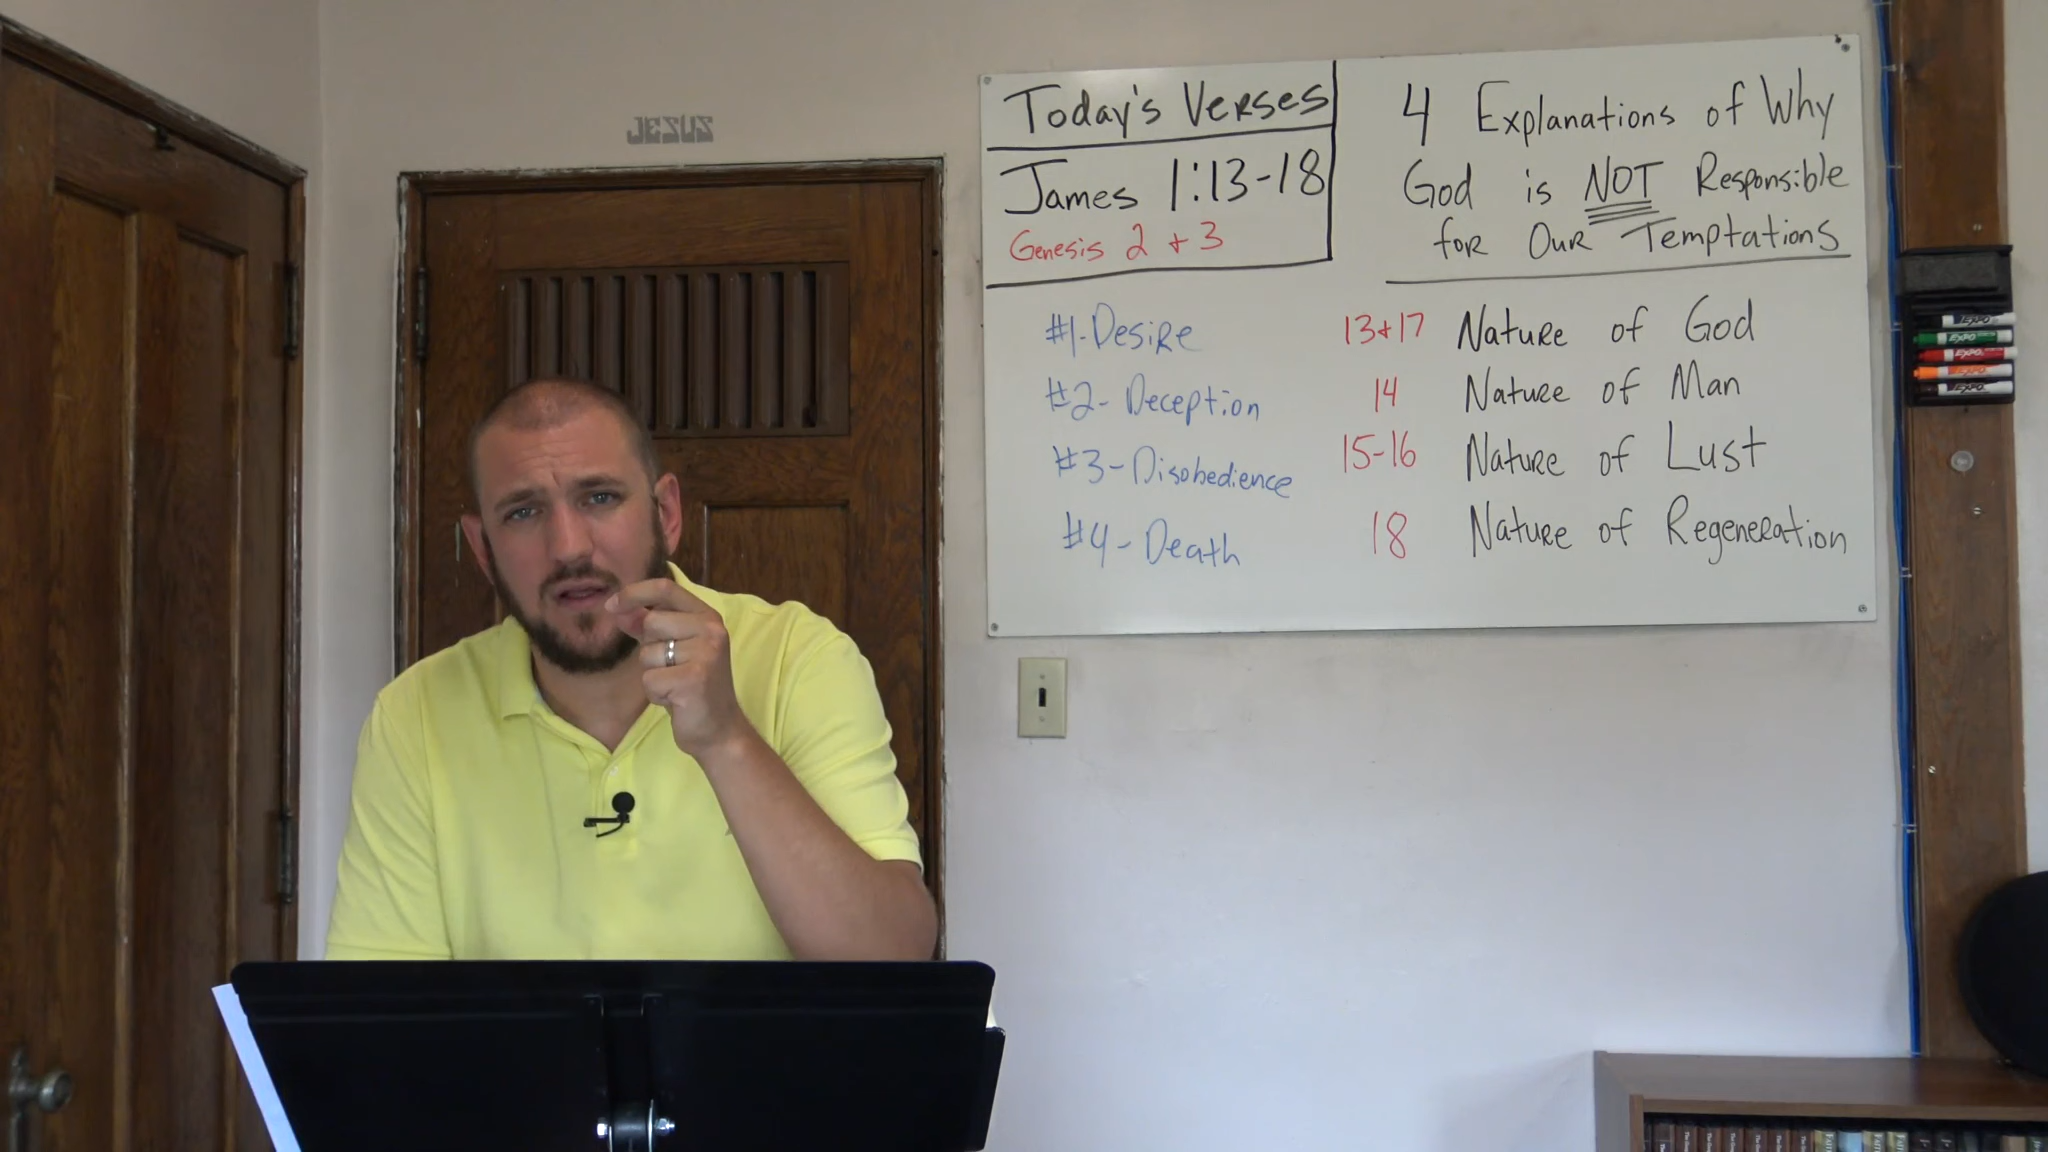 JESUS
Today's Verses
James 1:13-18
Genesis 2 + 3
4 Explanations of Why
God is NOT Responsible
for Our Temptations
#1-Desire
#2- Deception
#3-Disobedience
#4- Death
13+17 Nature of God
14 Nature of Man
15-16 Nature of Lust
18 Nature of Regeneration
EXPO
EXPO
EXPO
EXPO
EXPO